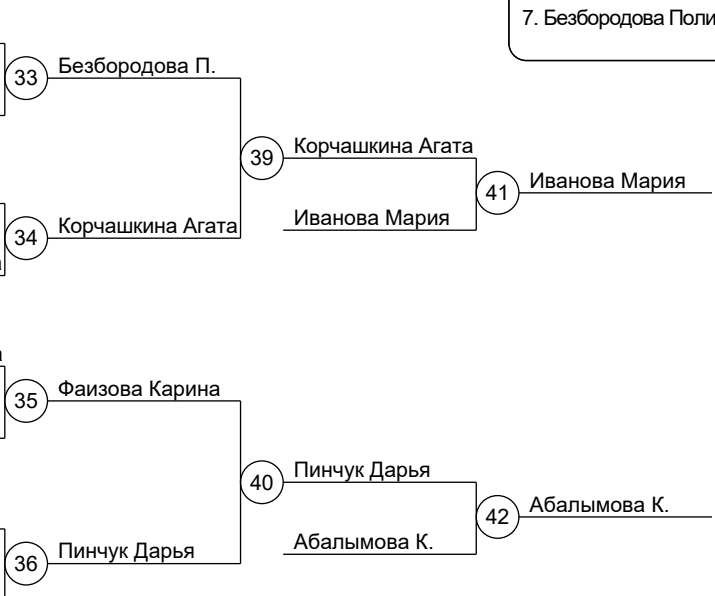 7. Безбородова Поли
33 Безбородова П.
39 Корчашкина Агата
41 Иванова Мария
Иванова Мария
34 Корчашкина Агата
а
а
35 Фаизова Карина
40 Пинчук Дарья
42 Абалымова К.
Абалымова К.
36 Пинчук Дарья